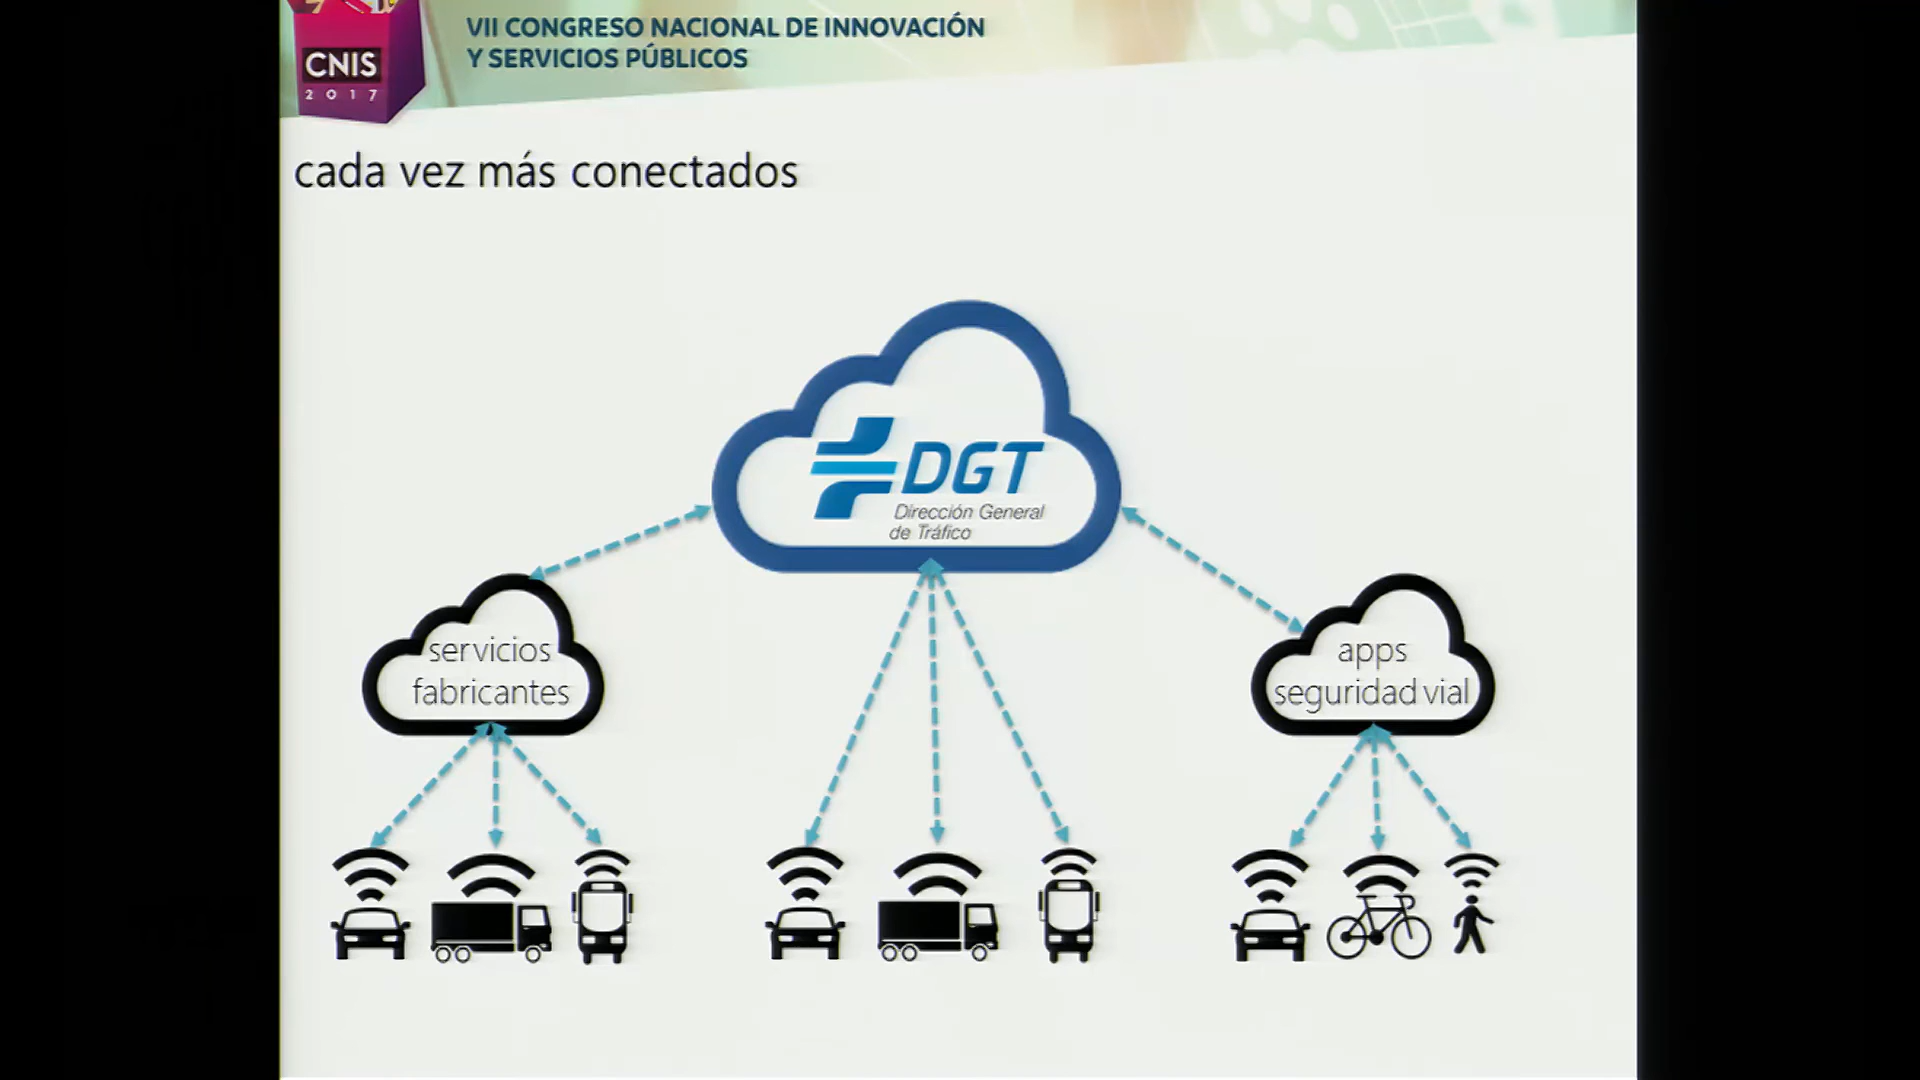 CNIS
2017
VII CONGRESO NACIONAL DE INNOVACIÓN
Y SERVICIOS PÚBLICOS
cada vez más conectados
DGT
Dirección General
de Tráfico
servicios
fabricantes
apps
seguridad vial